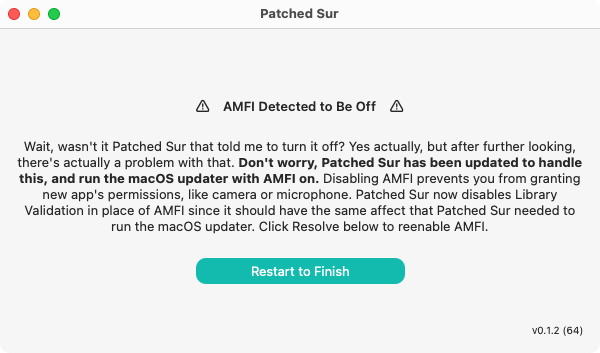 Patched Sur
AMFI Detected to Be Off
Wait, wasn't it Patched Sur that told me to turn it off? Yes actually, but after further looking,
there's actually a problem with that. Don't worry, Patched Sur has been updated to handle
this, and run the macOS updater with AMFI on. Disabling AMFI prevents you from granting
new app's permissions, like camera or microphone. Patched Sur now disables Library
Validation in place of AMFI since it should have the same affect that Patched Sur needed to
run the macOS updater. Click Resolve below to reenable AMFI.
Restart to Finish
v0.1.2 (64)